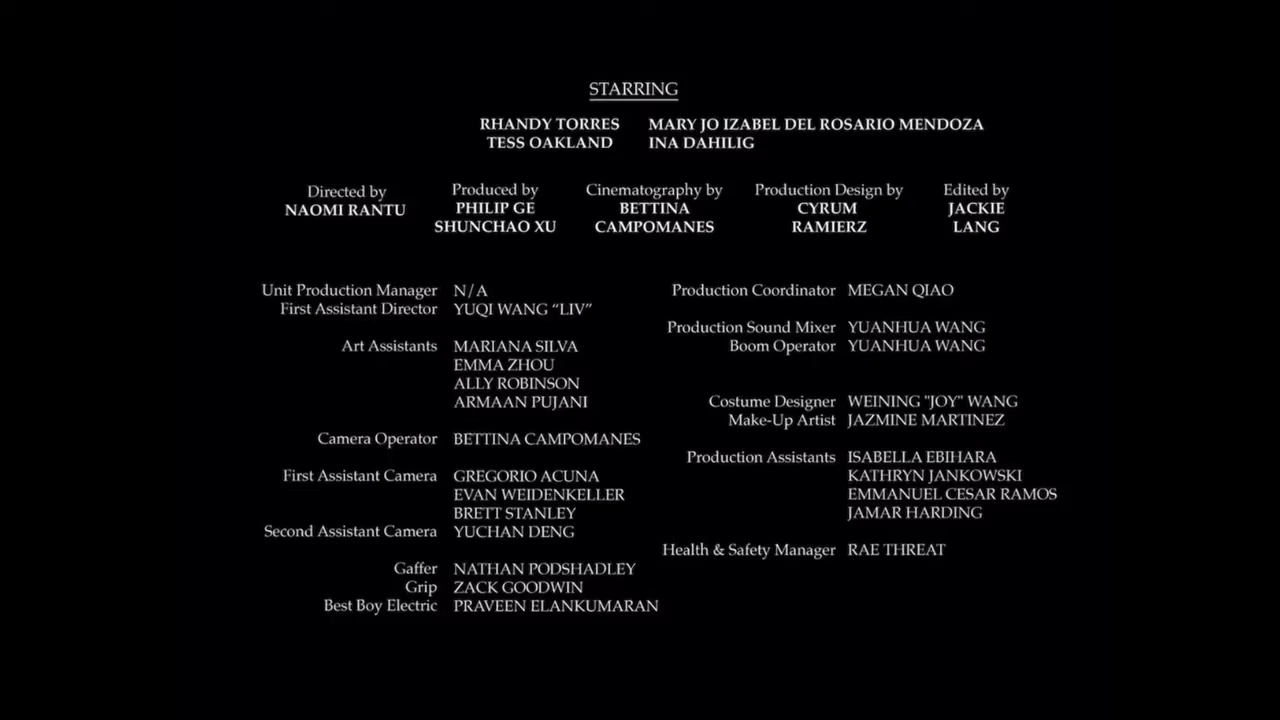 STARRING
RHANDY TORRES MARY JO IZABEL DEL ROSARIO MENDOZA
TESS OAKLAND INA DAHILIG
Directed by
NAOMI RANTU
Produced by
PHILIP GE
SHUNCHAO XU
Cinematography by
BETTINA
CAMPOMANES
Production Design by
CYRUM
RAMIERZ
Edited by
JACKIE
LANG
Unit Production Manager N/A
First Assistant Director YUQI WANG “LIV”
Art Assistants MARIANA SILVA
EMMA ZHOU
ALLY ROBINSON
ARMAAN PUJANI
Camera Operator BETTINA CAMPOMANES
First Assistant Camera GREGORIO ACUNA
EVAN WEIDENKELLER
BRETT STANLEY
Second Assistant Camera YUCHAN DENG
Gaffer NATHAN PODSHADLEY
Grip ZACK GOODWIN
Best Boy Electric PRAVEEN ELANKUMARAN
Production Coordinator MEGAN QIAO
Production Sound Mixer YUANHUA WANG
Boom Operator YUANHUA WANG
Costume Designer WEINING "JOY" WANG
Make-Up Artist JAZMINE MARTINEZ
Production Assistants ISABELLA EBIHARA
KATHRYN JANKOWSKI
EMMANUEL CESAR RAMOS
JAMAR HARDING
Health & Safety Manager RAE THREAT